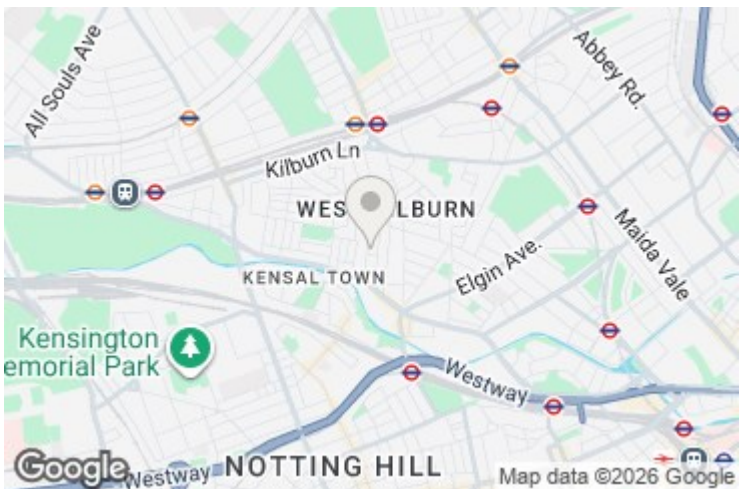 All Souls Ave
Abbey Rd.
Kilburn Ln
WES LBURN
Maida Vale
Elgin Ave.
KENSAL TOWN
Kensington
emorial Park
Westway
Google
Westway
NOTTING HILL
Map data ©2026 Google